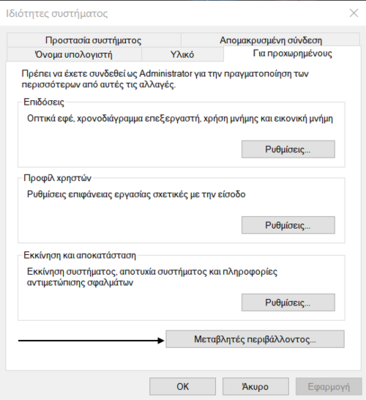 Ιδιότητες συστήματος
Προστασία συστήματος
Απομακρυσμένη σύνδεση
Όνομα υπολογιστή
Υλικό
Για προχωρημένους
Πρέπει να έχετε συνδεθεί ως Administrator για την πραγματοποίηση των
περισσότερων από αυτές τις αλλαγές.
Επιδόσεις
Οπτικά εφέ, χρονοδιάγραμμα επεξεργαστή, χρήση μνήμης και εικονική μνήμη
Ρυθμίσεις...
Προφίλ χρηστών
Ρυθμίσεις επιφάνειας εργασίας σχετικές με την είσοδο
Ρυθμίσεις...
Εκκίνηση και αποκατάσταση
Εκκίνηση συστήματος, αποτυχία συστήματος και πληροφορίες
αντιμετώπισης σφαλμάτων
Ρυθμίσεις...
Μεταβλητές περιβάλλοντος...
OK
Άκυρο
Εφαρμογή